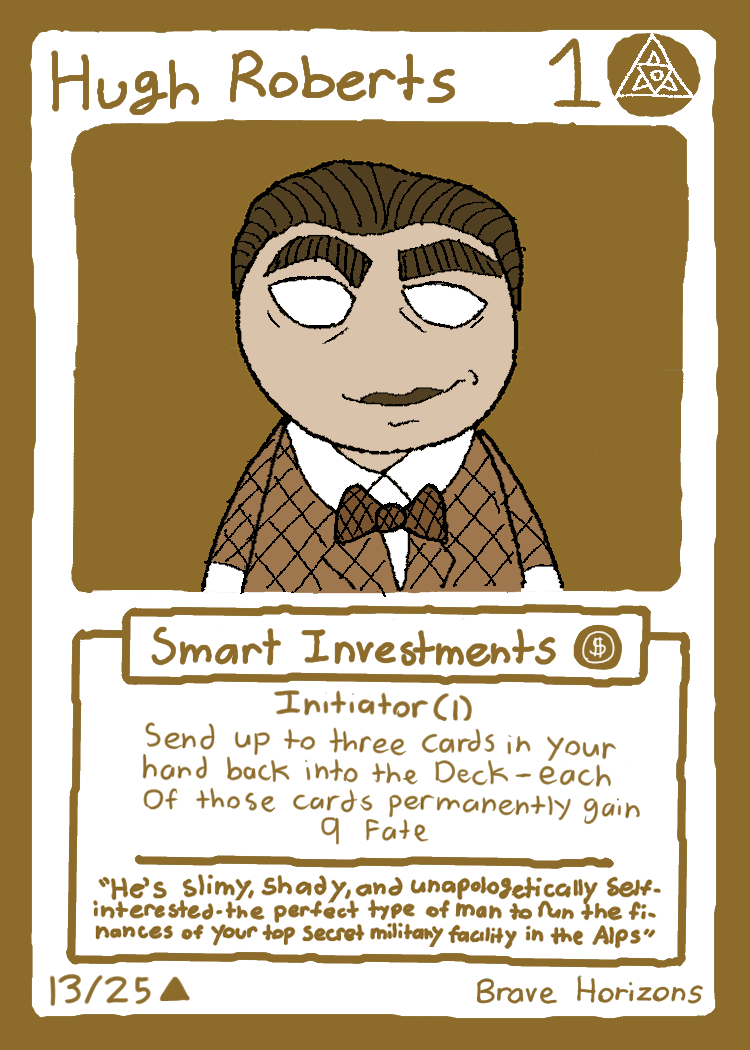 Hugh Roberts 1
Smart Investments $
Initiator (1)
Send up to three cards in your
hand back into the Deck - each
Of those cards permanently gain
9 Fate
"He's slimy, shady, and unapologetically self-
interested-the perfect type of man to run the fi-
nances of your top secret military facility in the Alps"
13/25
Brave Horizons